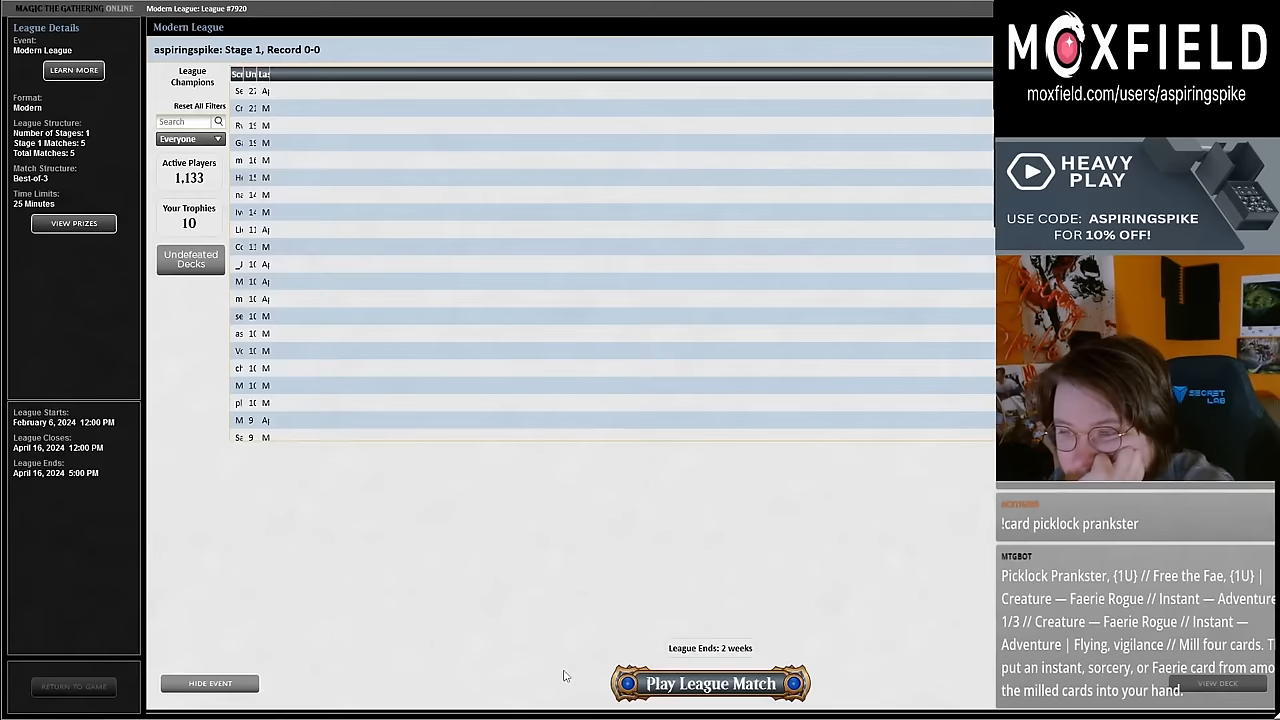 MAGIC THE GATHERING ONLINE
Modern League: League #7920
League Details
Event:
Modern League
LEARN MORE
Format:
Modern
League Structure:
Number of Stages: 1
Stage 1 Matches: 5
Total Matches: 5
Match Structure:
Best-of-3
Time Limits:
25 Minutes
VIEW PRIZES
League Starts:
February 6, 2024 12:00 PM
League Closes:
April 16, 2024 12:00 PM
League Ends:
April 16, 2024 5:00 PM
RETURN TO GAME
Modern League
aspiringspike: Stage 1, Record 0-0
League
Champions
Reset All Filters
Search
Everyone
Active Players
1,133
Your Trophies
10
Undefeated
Decks
League Ends: 2 weeks
HIDE EVENT
Play League Match
VIEW DECK
MOXFIELD
moxfield.com/users/aspiringspike
HEAVY
PLAY
USE CODE: ASPIRINGSPIKE
FOR 10% OFF!
SECRET
LAB
!card picklock prankster
MTGBOT
Picklock Prankster, {1U} // Free the Fae, {1U} |
Creature — Faerie Rogue // Instant — Adventure
1/3 // Creature — Faerie Rogue // Instant —
Adventure | Flying, vigilance // Mill four cards. T
put an instant, sorcery, or Faerie card from amo
the milled cards into your hand.